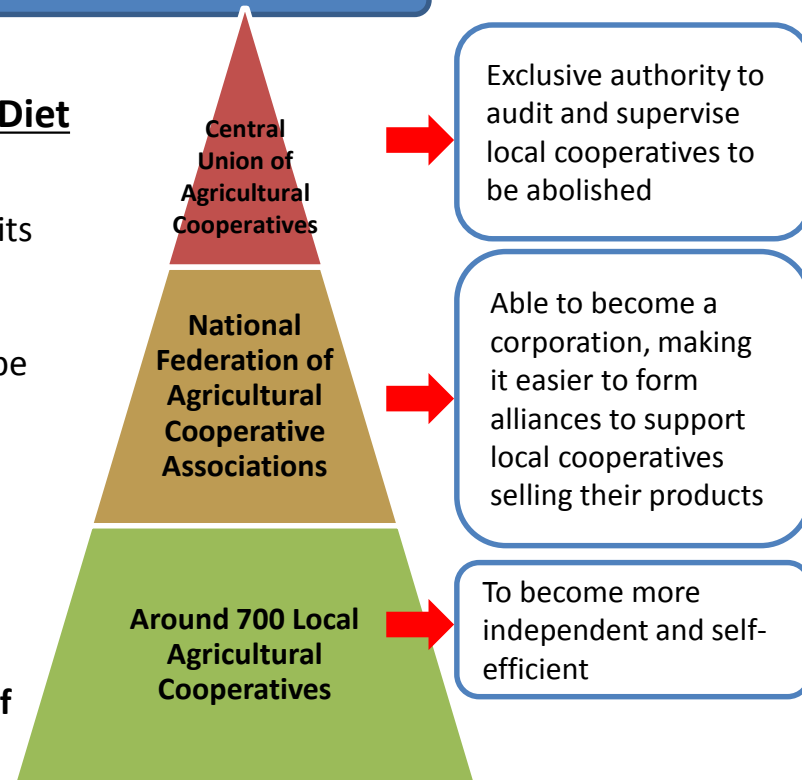 Diet
its
be
f
Central
Union of
Agricultural
Cooperatives
Exclusive authority to
audit and supervise
local cooperatives to
be abolished
National
Federation of
Agricultural
Cooperative
Associations
Able to become a
corporation, making
it easier to form
alliances to support
local cooperatives
selling their products
Around 700 Local
Agricultural
Cooperatives
To become more
independent and self-
efficient